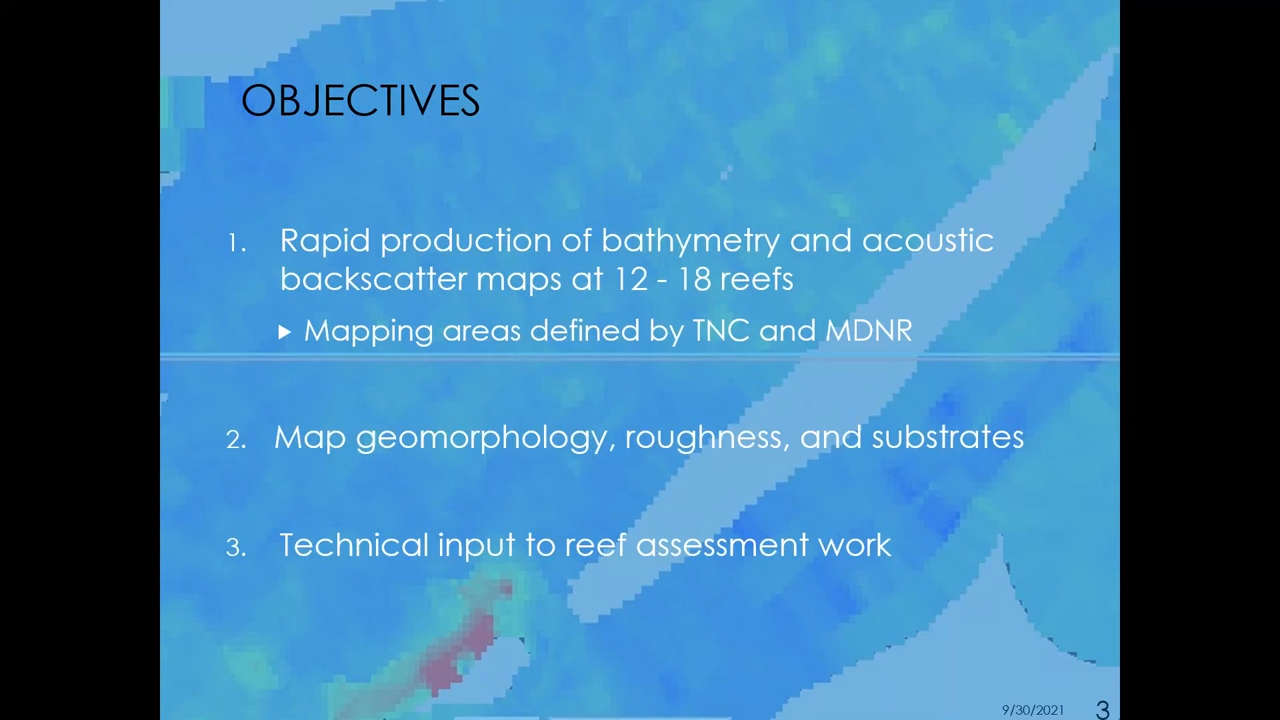 OBJECTIVES
1. Rapid production of bathymetry and acoustic
backscatter maps at 12 - 18 reefs
Mapping areas defined by TNC and MDNR
2. Map geomorphology, roughness, and substrates
3. Technical input to reef assessment work
9/30/2021 3